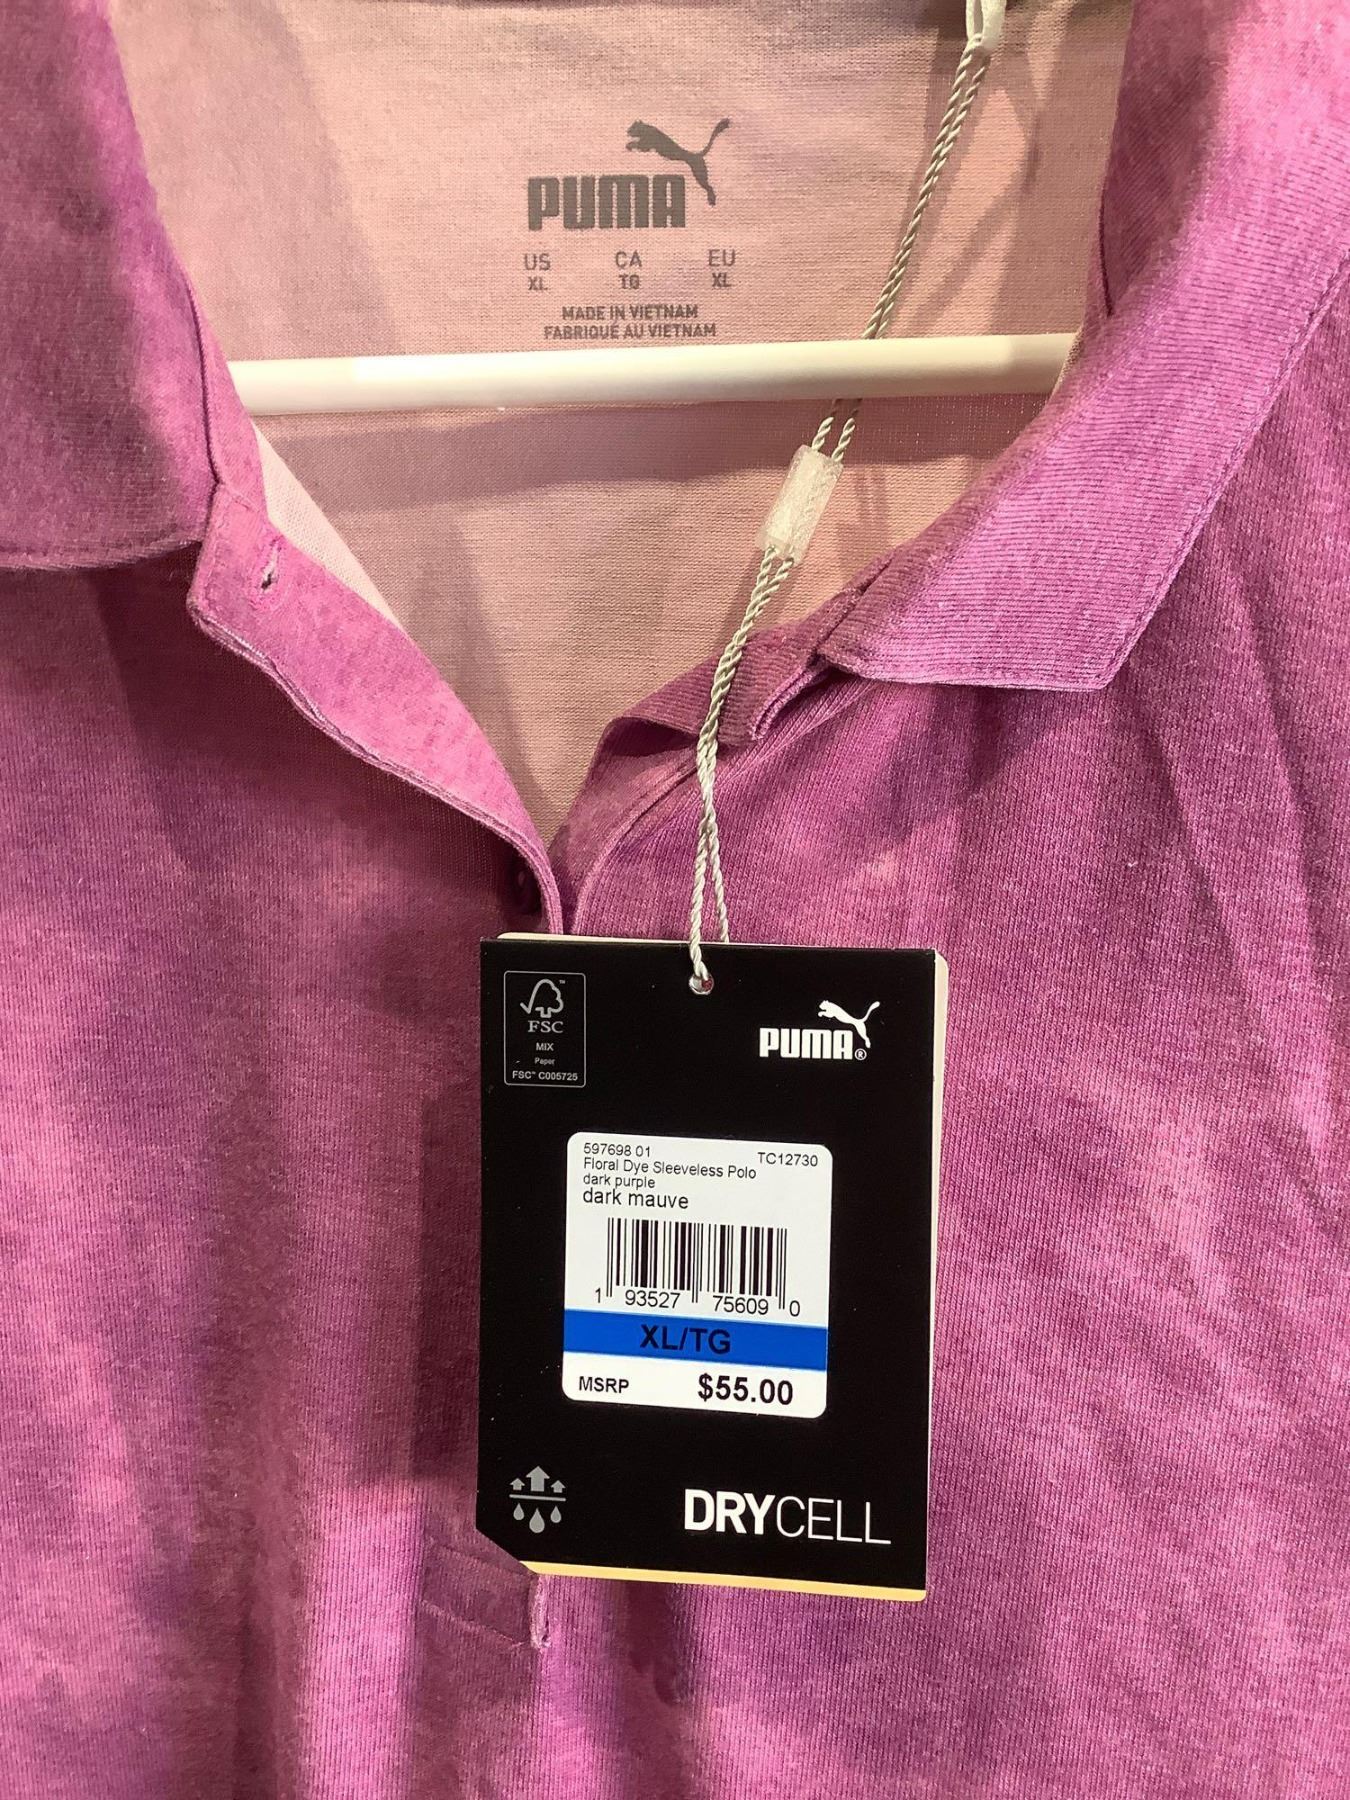 PUMA
US CA EU
XL TG XL
MADE IN VIETNAM
FABRIQUÉ AU VIETNAM
FSC
MIX
Paper
FSC™ C005725
PUMA®
597698 01 TC12730
Floral Dye Sleeveless Polo
dark purple
dark mauve
1 93527 75609 0
XL/TG
MSRP $55.00
DRYCELL